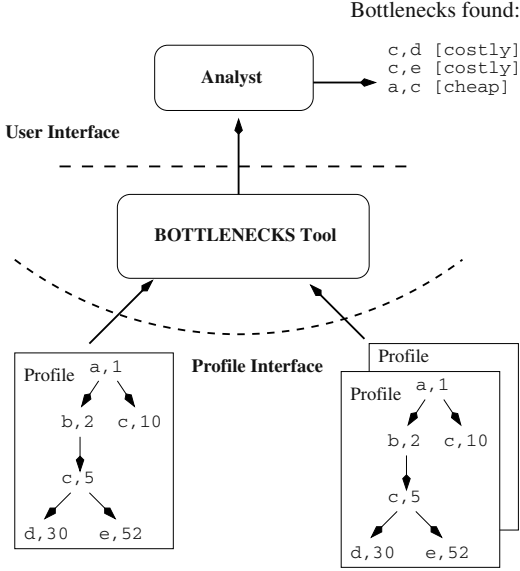 Bottlenecks found:
c,d [costly]
c,e [costly]
a,c [cheap]
Analyst
User Interface
BOTTLENECKS Tool
Profile Interface
Profile
a,1
b,2 c,10
c,5
d,30 e,52
Profile
Profile
a,1
b,2 c,10
c,5
d,30 e,52